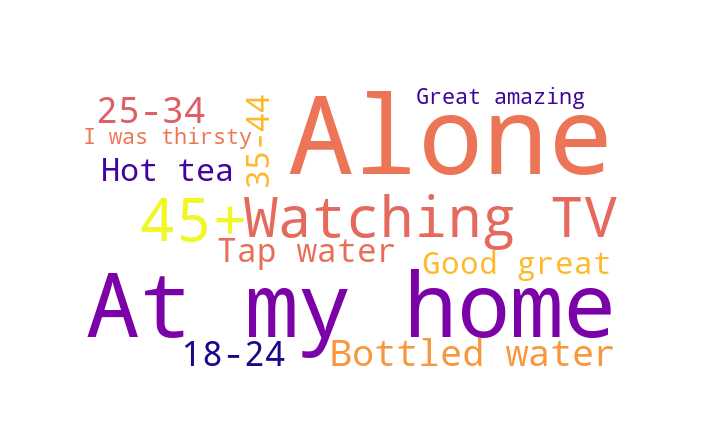 25-34
I was thirsty
Hot tea
35-44
Alone
Great amazing
45+
Watching TV
Tap water
Good great
At my home
18-24
Bottled water